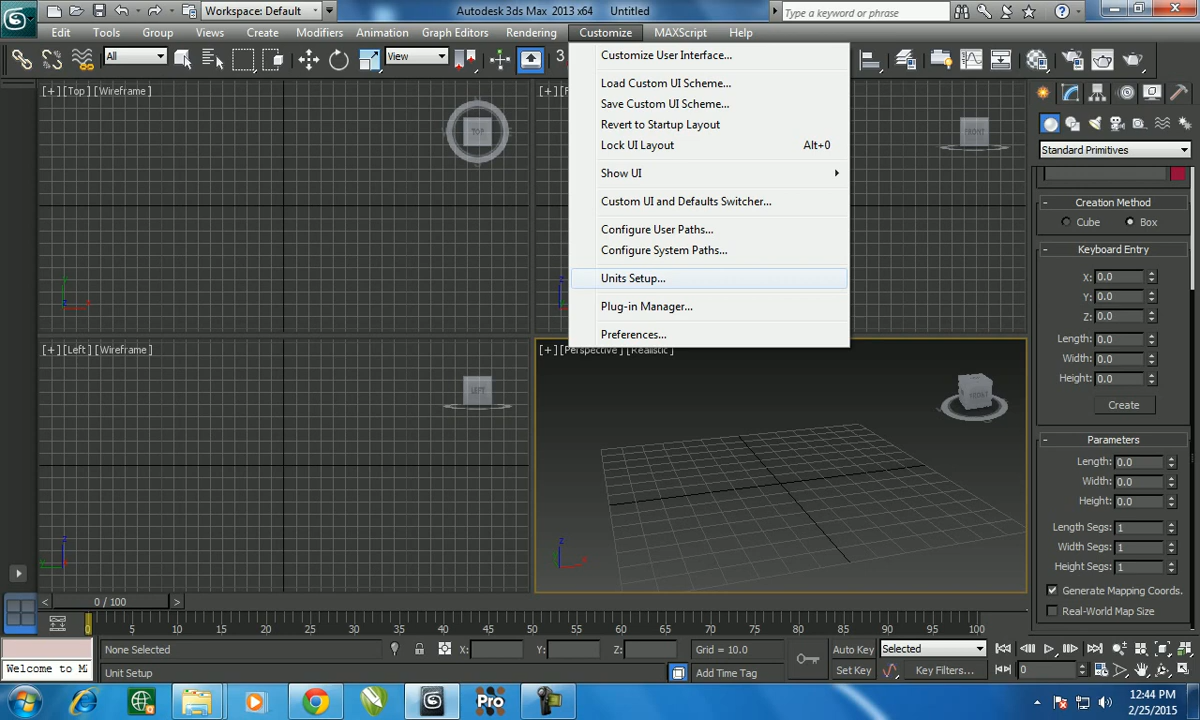 Workspace: Default
Autodesk 3ds Max 2013 x64 Untitled
Type a keyword or phrase
Edit Tools Group Views Create Modifiers Animation Graph Editors Rendering Customize MAXScript Help
All
View
3
Customize User Interface...
Load Custom UI Scheme...
Save Custom UI Scheme...
Revert to Startup Layout
Lock UI Layout Alt+0
Show UI
Custom UI and Defaults Switcher...
Configure User Paths...
Configure System Paths...
Units Setup...
Plug-in Manager...
Preferences...
[+] [Top] [Wireframe]
TOP
FRONT
[+] [Left] [Wireframe]
LEFT
[+] [Perspective] [Realistic]
FRONT
Standard Primitives
Creation Method
Cube Box
Keyboard Entry
X: 0.0
Y: 0.0
Z: 0.0
Length: 0.0
Width: 0.0
Height: 0.0
Create
Parameters
Length: 0.0
Width: 0.0
Height: 0.0
Length Segs: 1
Width Segs: 1
Height Segs: 1
Generate Mapping Coords.
Real-World Map Size
0 / 100
0 5 10 15 20 25 30 35 40 45 50 55 60 65 70 75 80 85 90 95 100
None Selected X: Y: Z: Grid = 10.0 Auto Key Selected
Welcome to M
Unit Setup Add Time Tag Set Key Key Filters... 0
Pro
12:44 PM
2/25/2015